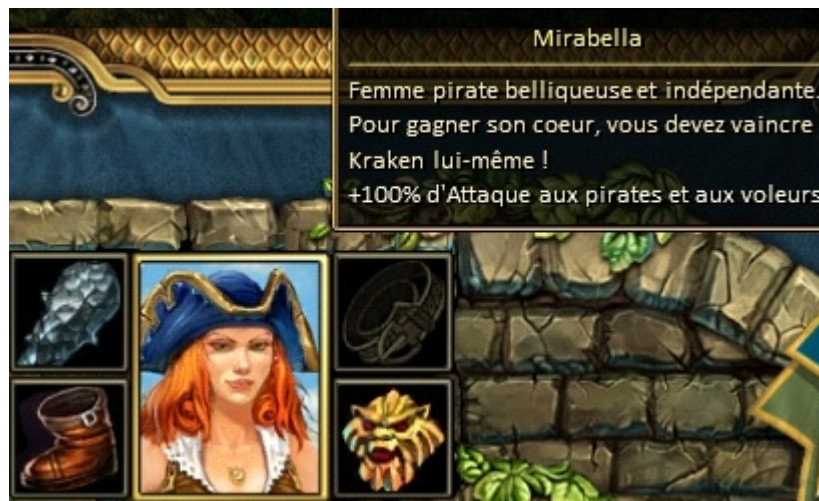 Mirabella
Femme pirate belliqueuse et indépendante.
Pour gagner son coeur, vous devez vaincre
Kraken lui-même !
+100% d'Attaque aux pirates et aux voleurs